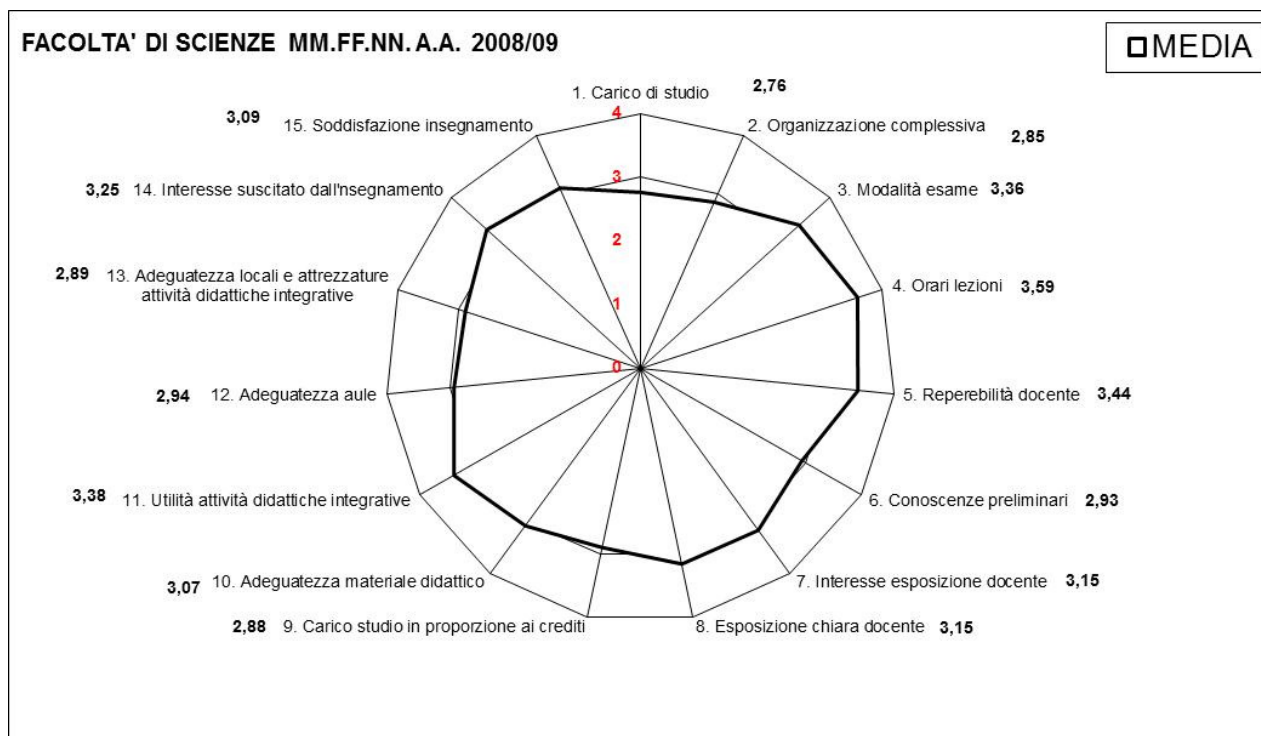 FACOLTA' DI SCIENZE MM.FF.NN. A.A. 2008/09
MEDIA
1. Carico di studio 2,76
2. Organizzazione complessiva 2,85
3. Modalità esame 3,36
4. Orari lezioni 3,59
5. Reperebilità docente 3,44
6. Conoscenze preliminari 2,93
7. Interesse esposizione docente 3,15
8. Esposizione chiara docente 3,15
2,88 9. Carico studio in proporzione ai crediti
3,07 10. Adeguatezza materiale didattico
3,38 11. Utilità attività didattiche integrative
2,94 12. Adeguatezza aule
2,89 13. Adeguatezza locali e attrezzature
attività didattiche integrative
3,25 14. Interesse suscitato dall'nsegnamento
3,09 15. Soddisfazione insegnamento
4
3
2
1
0